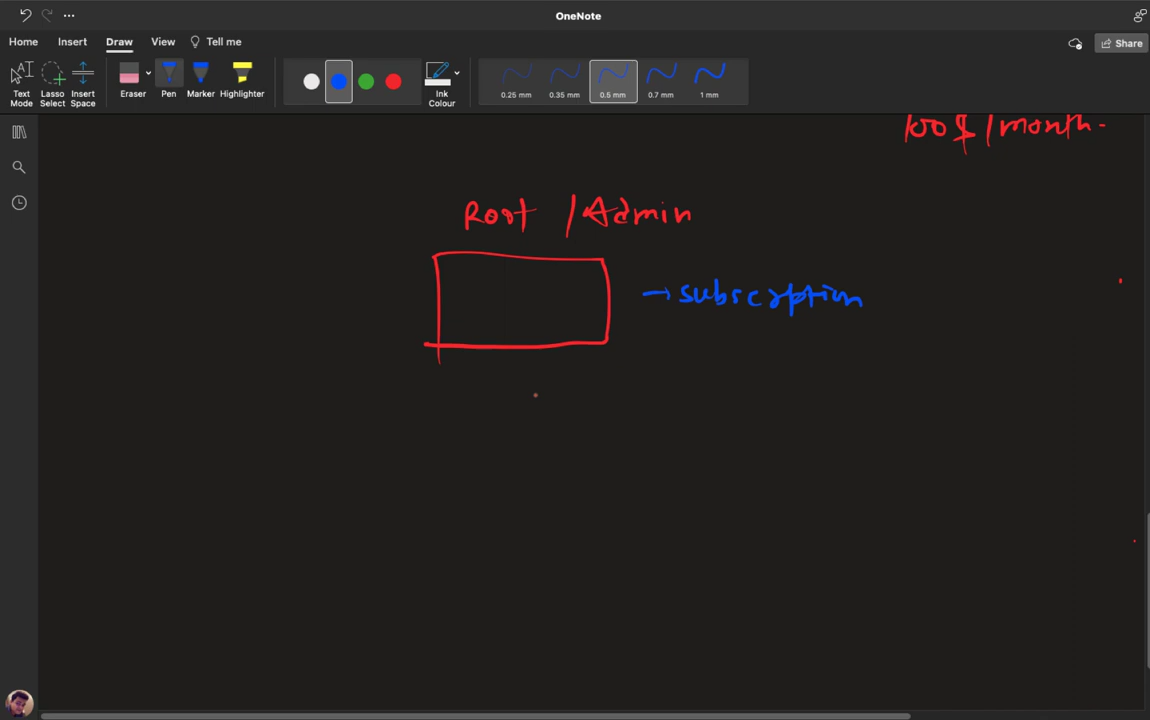 OneNote
Home Insert Draw View Tell me
Share
Text Mode
Lasso Select
Insert Space
Eraser
Pen
Marker
Highlighter
Ink Colour
0.25 mm
0.35 mm
0.5 mm
0.7 mm
1 mm
100$/month.
Root / Admin
→ subscription